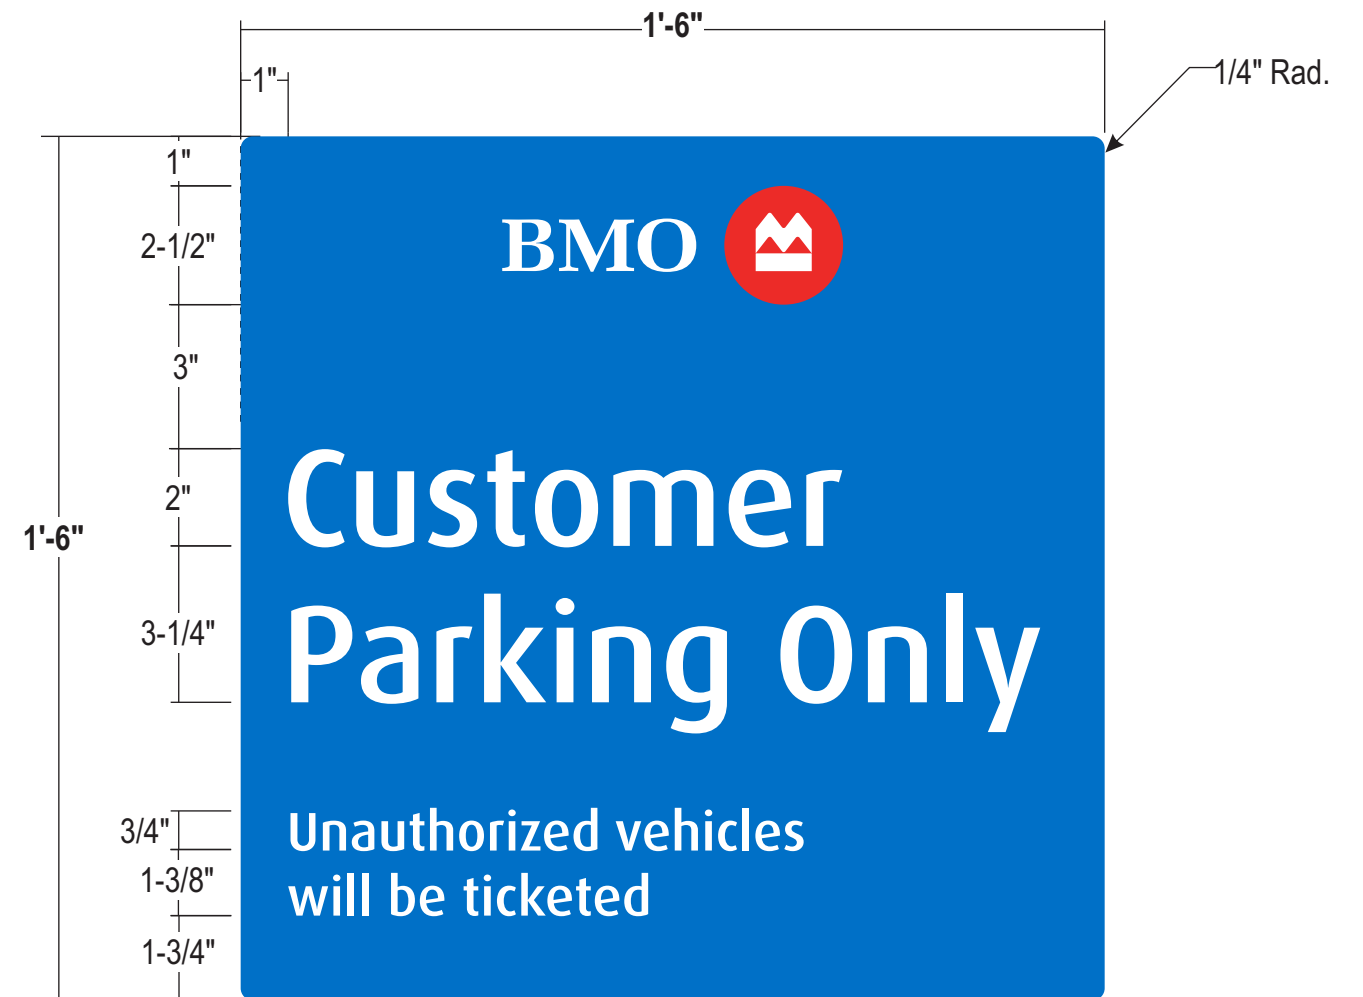 1'-6"
1"
1/4" Rad.
1"
2-1/2"
BMO
3"
2"
Customer
1'-6"
3-1/4"
Parking Only
3/4"
Unauthorized vehicles
1-3/8"
will be ticketed
1-3/4"